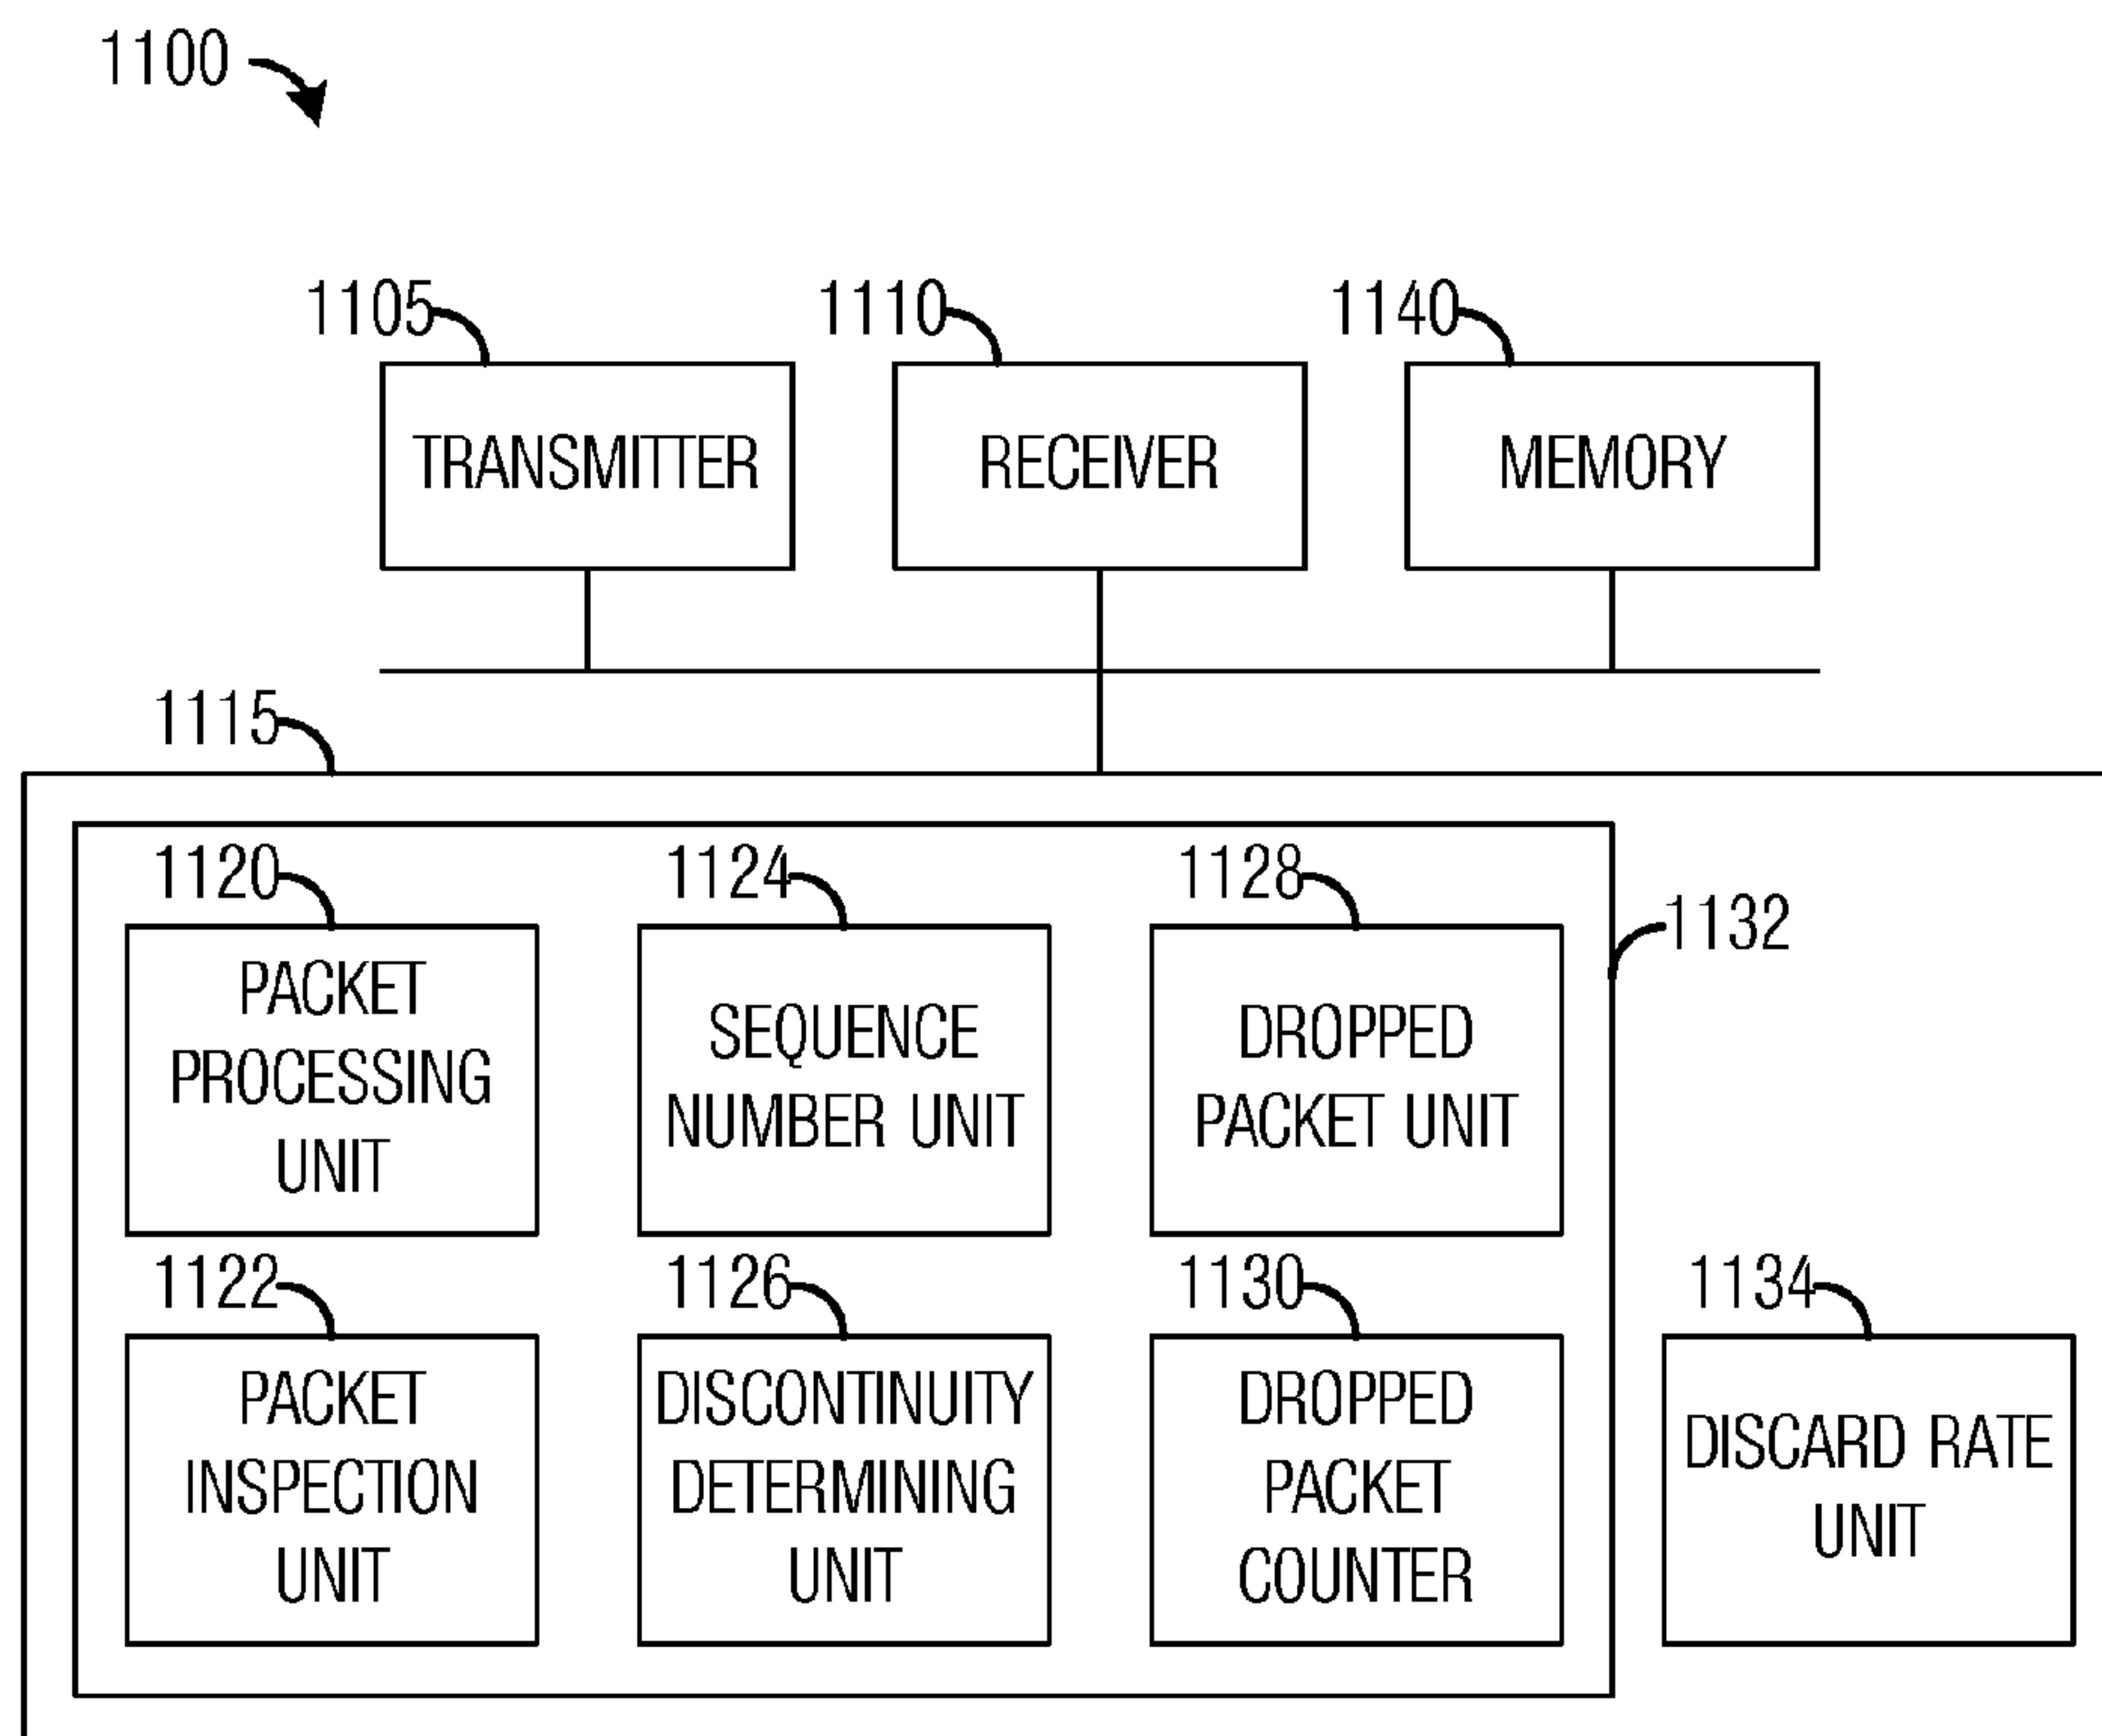 1100
1105
1110
1140
TRANSMITTER
RECEIVER
MEMORY
1115
1120
1124
1128
1132
PACKET
PROCESSING
UNIT
SEQUENCE
NUMBER UNIT
DROPPED
PACKET UNIT
1122
1126
1130
1134
PACKET
INSPECTION
UNIT
DISCONTINUITY
DETERMINING
UNIT
DROPPED
PACKET
COUNTER
DISCARD RATE
UNIT